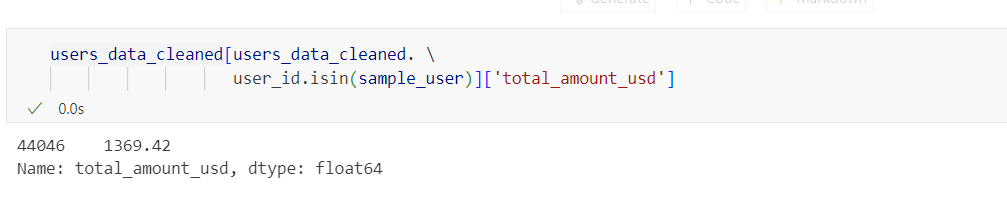 Generate Code Markdown
users_data_cleaned[users_data_cleaned. \
user_id.isin(sample_user)]['total_amount_usd']
0.0s
44046    1369.42
Name: total_amount_usd, dtype: float64